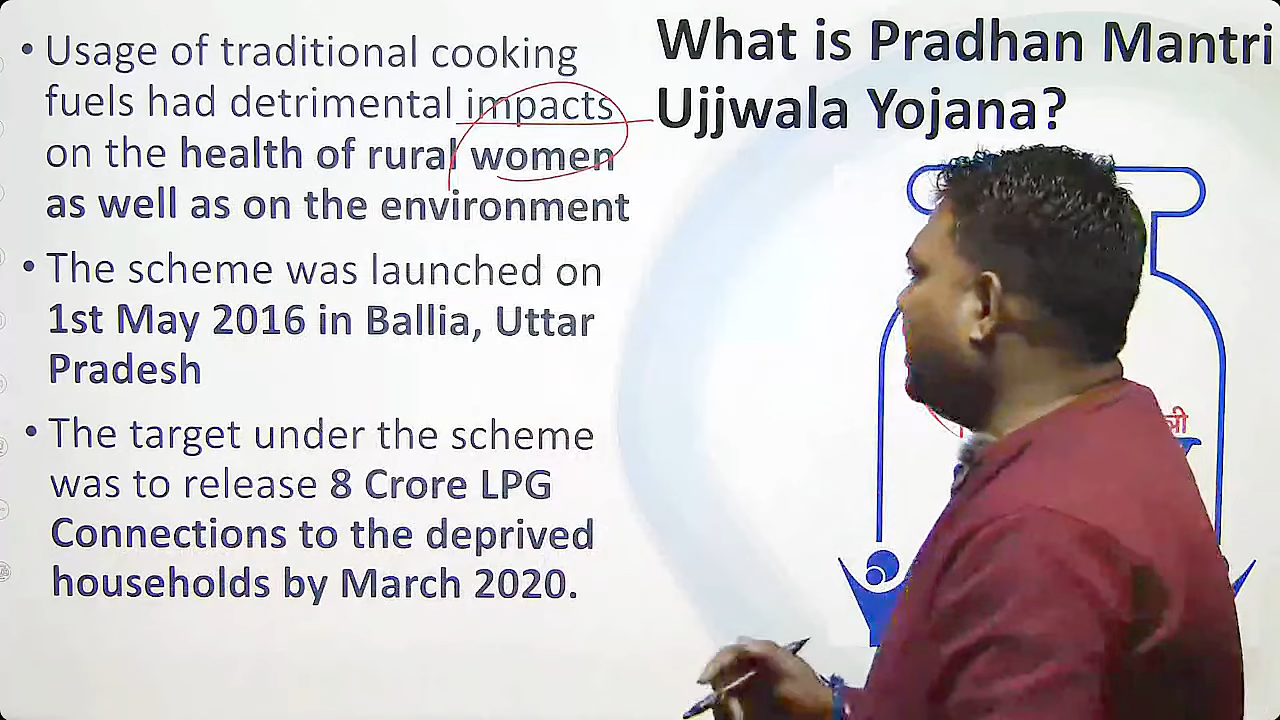 What is Pradhan Mantri
Ujjwala Yojana?
• Usage of traditional cooking
fuels had detrimental impacts
on the health of rural women
as well as on the environment
• The scheme was launched on
1st May 2016 in Ballia, Uttar
Pradesh
• The target under the scheme
was to release 8 Crore LPG
Connections to the deprived
households by March 2020.